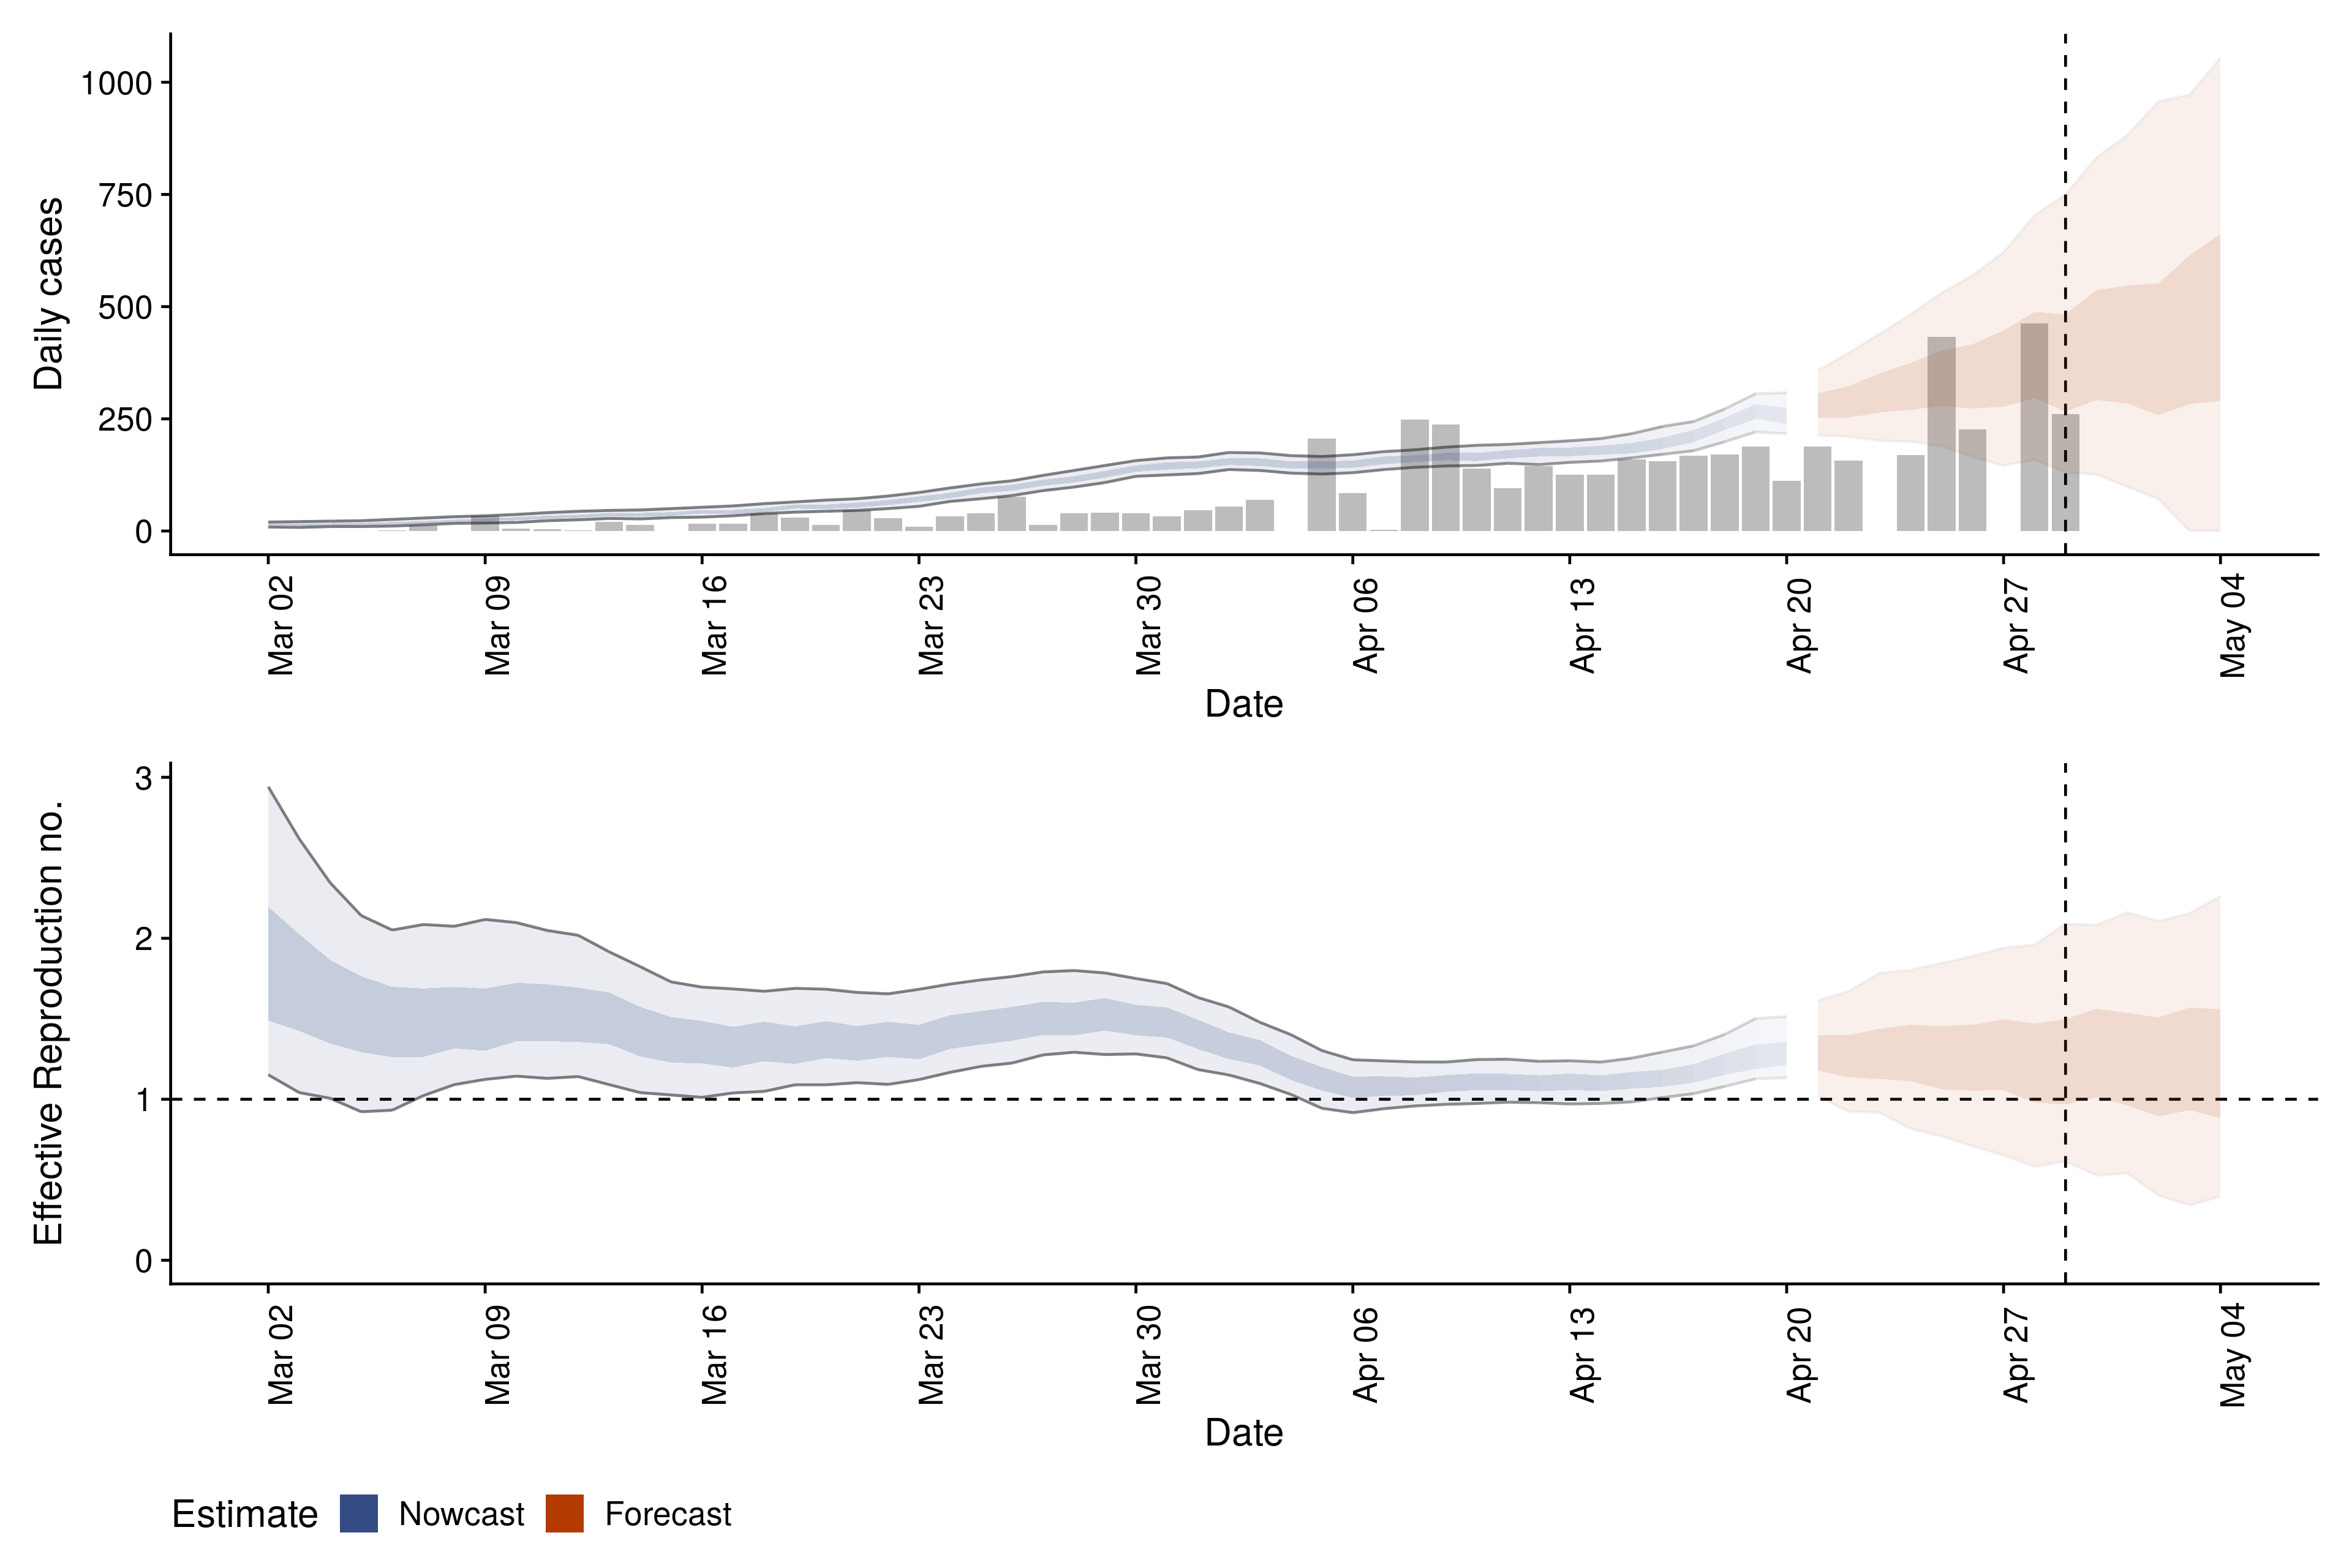 Daily cases
1000
750
500
250
0
Mar 02
Mar 09
Mar 16
Mar 23
Mar 30
Apr 06
Apr 13
Apr 20
Apr 27
May 04
Date
Effective Reproduction no.
3
2
1
0
Mar 02
Mar 09
Mar 16
Mar 23
Mar 30
Apr 06
Apr 13
Apr 20
Apr 27
May 04
Date
Estimate Nowcast Forecast